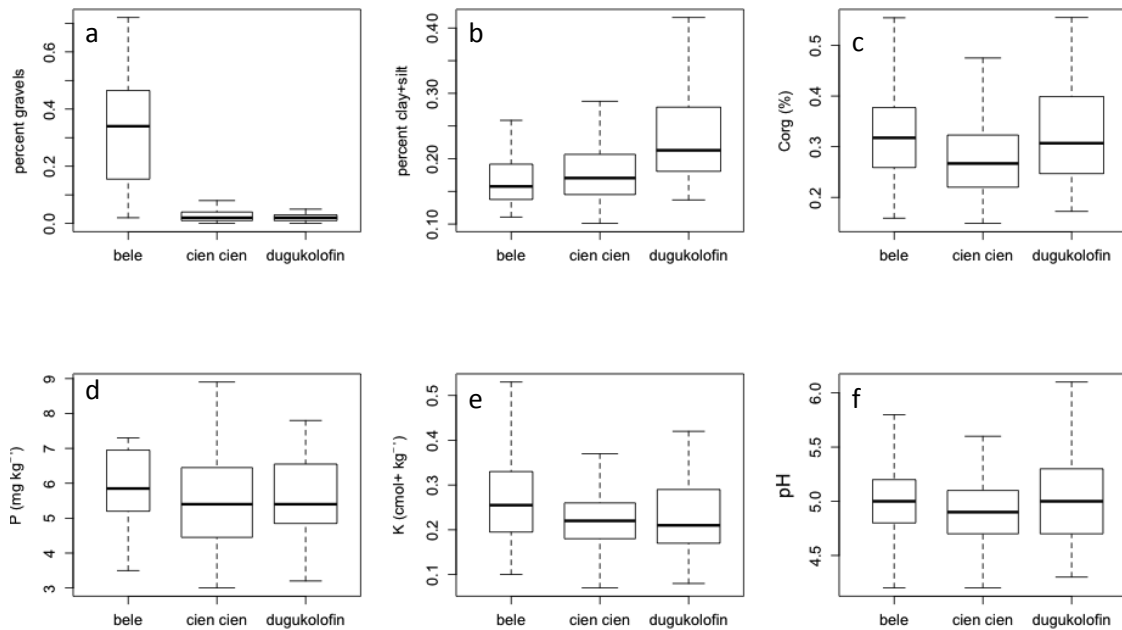 a
percent gravels
0.0 0.2 0.4 0.6
bele cien cien dugukolofin
b
percent clay+silt
0.10 0.20 0.30 0.40
bele cien cien dugukolofin
c
Corg (%)
0.2 0.3 0.4 0.5
bele cien cien dugukolofin
d
P (mg kg⁻¹)
3 4 5 6 7 8 9
bele cien cien dugukolofin
e
K (cmol+ kg⁻¹)
0.1 0.2 0.3 0.4 0.5
bele cien cien dugukolofin
f
pH
4.5 5.0 5.5 6.0
bele cien cien dugukolofin